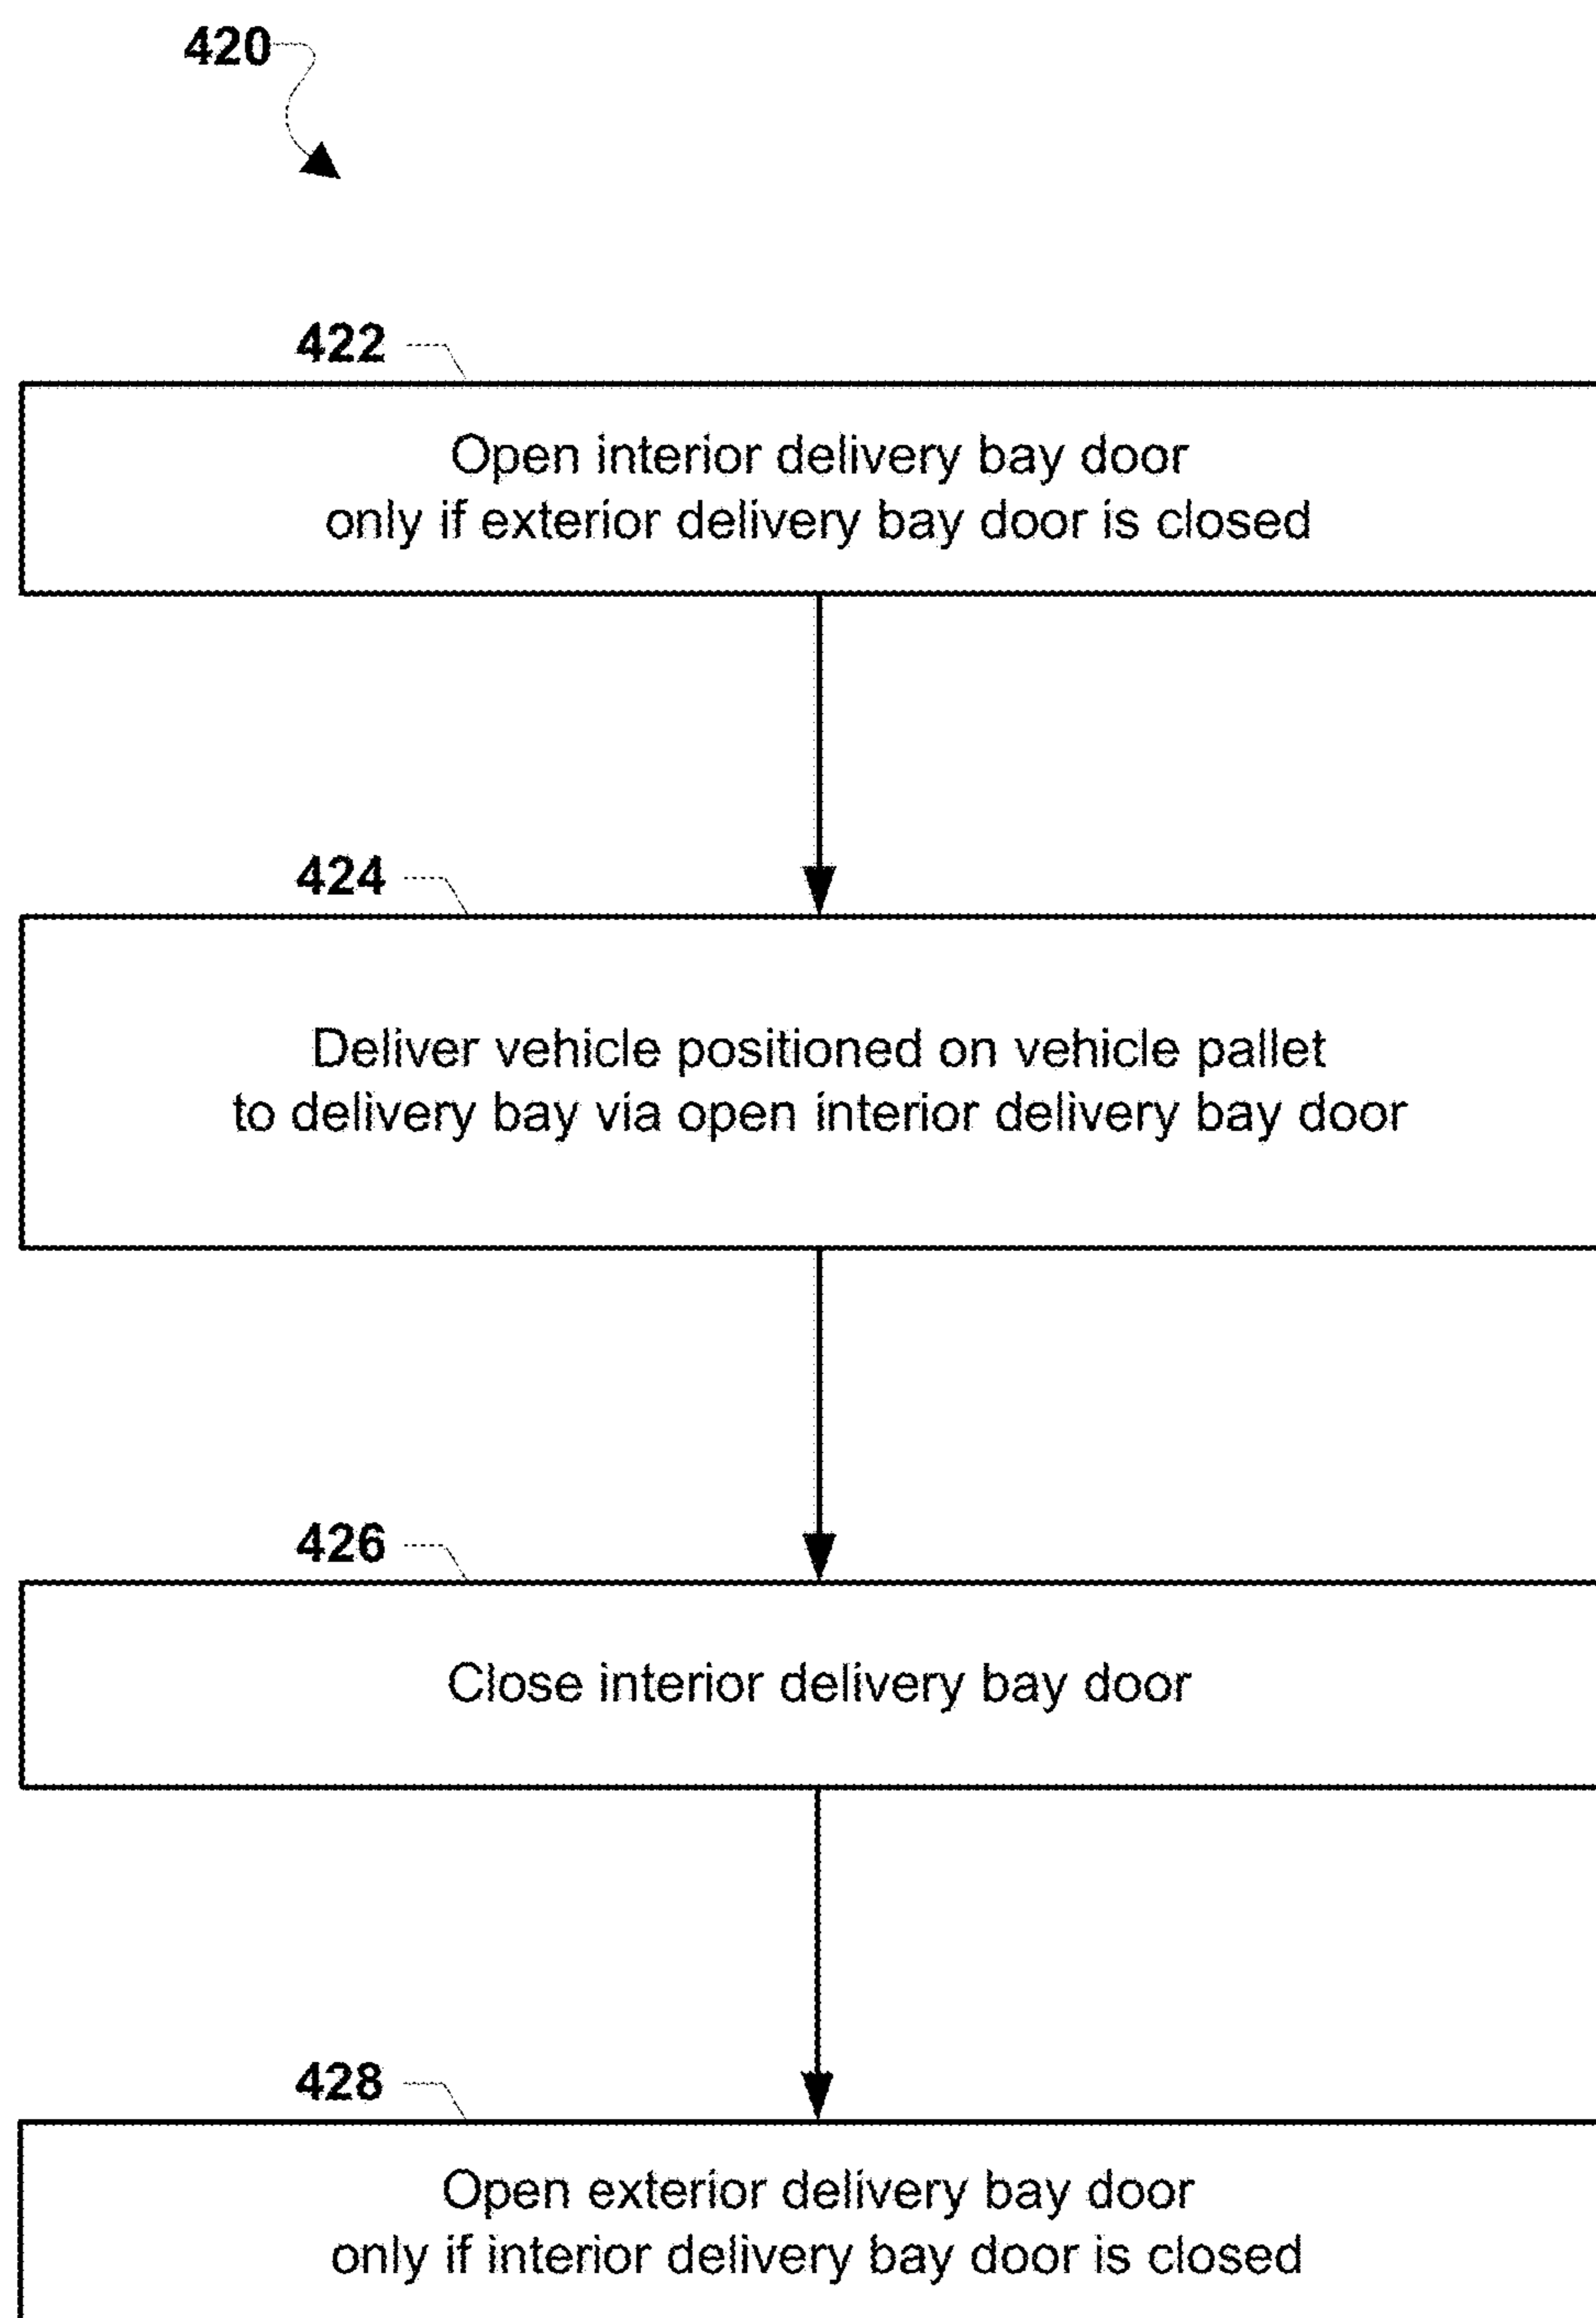 420
422
Open interior delivery bay door
only if exterior delivery bay door is closed
424
Deliver vehicle positioned on vehicle pallet
to delivery bay via open interior delivery bay door
426
Close interior delivery bay door
428
Open exterior delivery bay door
only if interior delivery bay door is closed